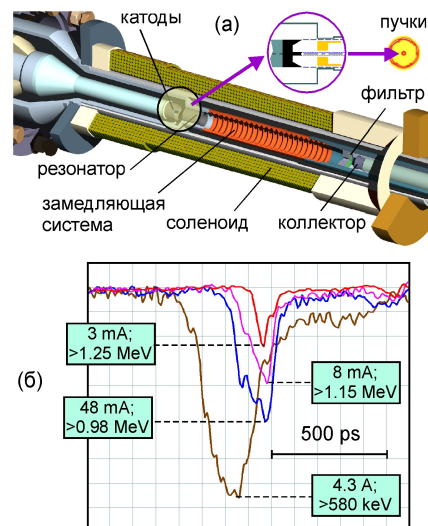 катоды
(а)
пучки
фильтр
резонатор
замедляющая
система
соленоид
коллектор
(б)
3 mA;
>1.25 MeV
8 mA;
>1.15 MeV
48 mA;
>0.98 MeV
500 ps
4.3 A;
>580 keV